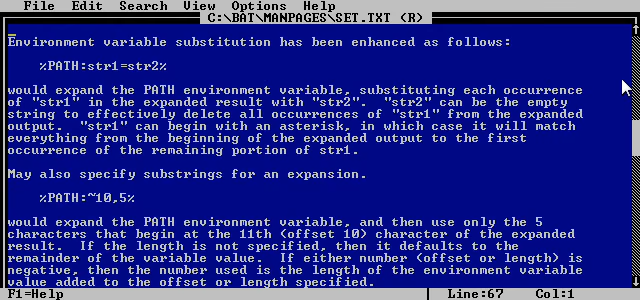 File Edit Search View Options Help
C:\BAT\MANPAGES\SET.TXT (R)
Environment variable substitution has been enhanced as follows:
%PATH:str1=str2%
would expand the PATH environment variable, substituting each occurrence
of "str1" in the expanded result with "str2". "str2" can be the empty
string to effectively delete all occurrences of "str1" from the expanded
output. "str1" can begin with an asterisk, in which case it will match
everything from the beginning of the expanded output to the first
occurrence of the remaining portion of str1.
May also specify substrings for an expansion.
%PATH:~10,5%
would expand the PATH environment variable, and then use only the 5
characters that begin at the 11th (offset 10) character of the expanded
result. If the length is not specified, then it defaults to the
remainder of the variable value. If either number (offset or length) is
negative, then the number used is the length of the environment variable
value added to the offset or length specified.
F1=Help Line:67 Col:1